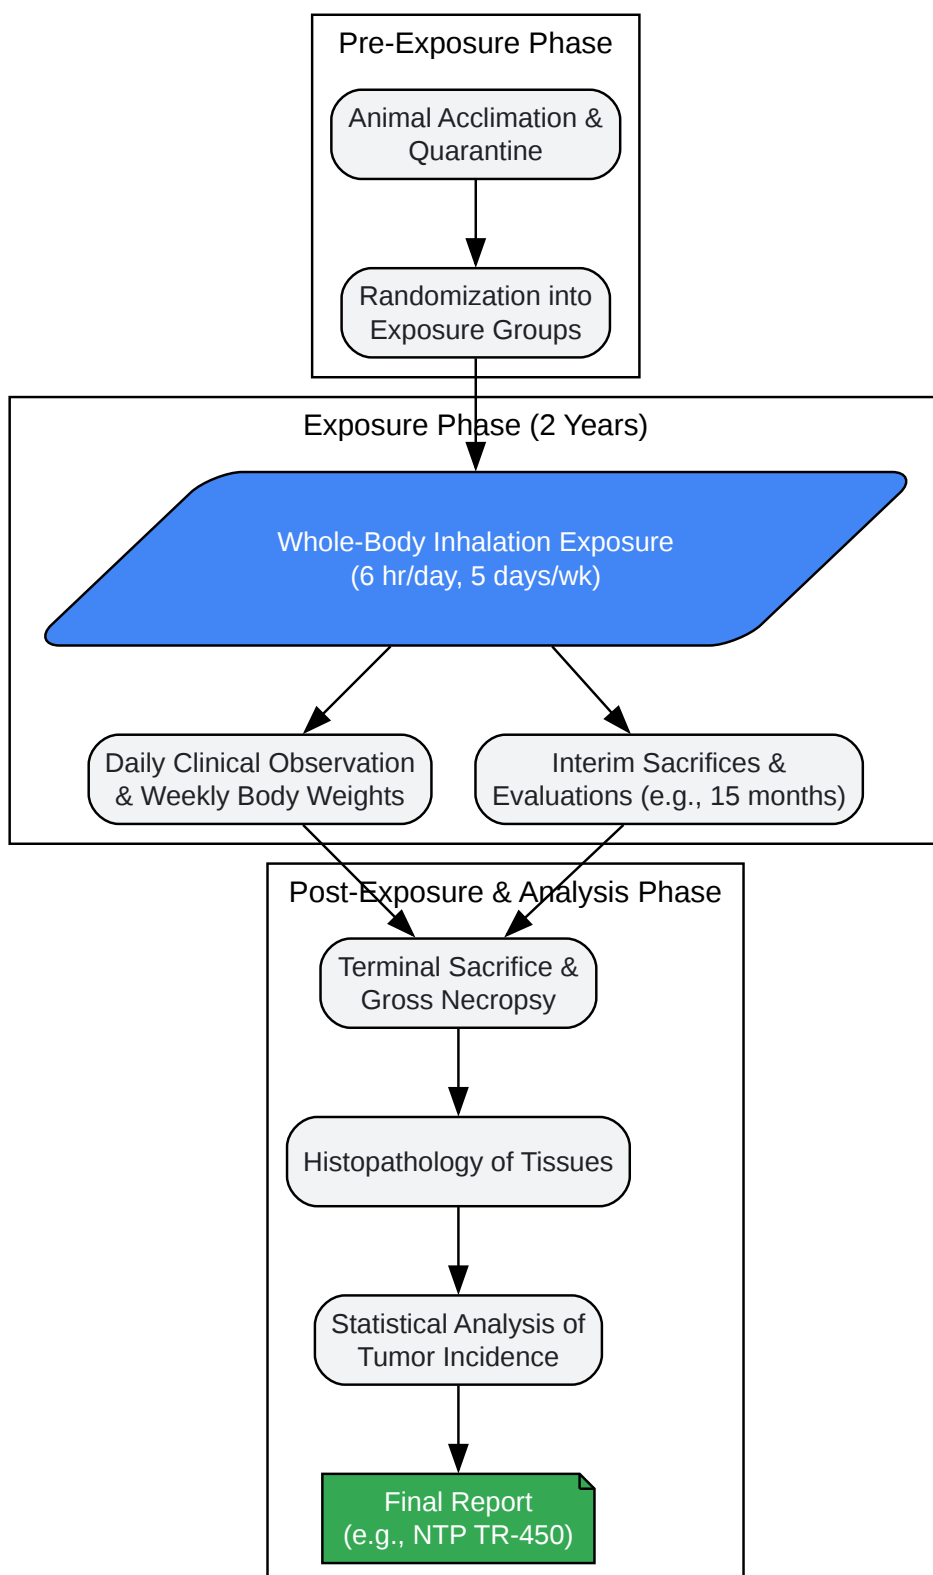 Pre-Exposure Phase
Animal Acclimation &
Quarantine
Randomization into
Exposure Groups
Exposure Phase (2 Years)
Whole-Body Inhalation Exposure
(6 hr/day, 5 days/wk)
Daily Clinical Observation
& Weekly Body Weights
Interim Sacrifices &
Evaluations (e.g., 15 months)
Post-Exposure & Analysis Phase
Terminal Sacrifice &
Gross Necropsy
Histopathology of Tissues
Statistical Analysis of
Tumor Incidence
Final Report
(e.g., NTP TR-450)